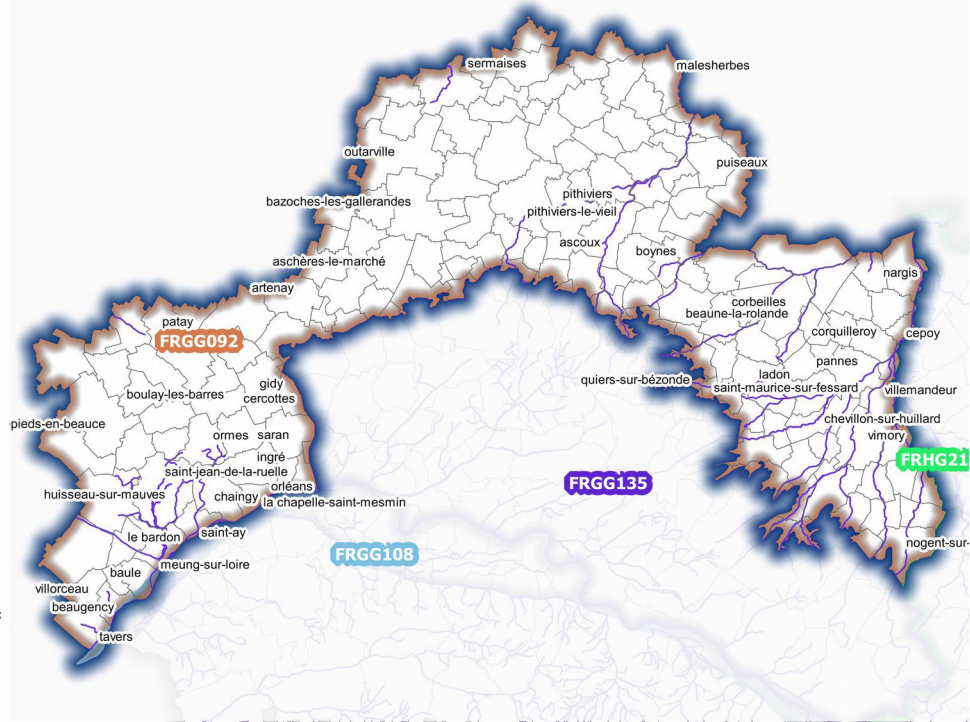 sermaises
malesherbes
outarville
puiseaux
pithiviers
bazoches-les-gallerandes
pithiviers-le-vieil
ascoux
boynes
aschères-le-marché
nargis
artenay
corbeilles
beaune-la-rolande
patay
corquilleroy
cepoy
FRGG092
pannes
ladon
quiers-sur-bézonde
saint-maurice-sur-fessard
villemandeur
gidy
cercottes
boulay-les-barres
pieds-en-beauce
chevillon-sur-huillard
ormes
saran
vimory
ingré
FRHG21
saint-jean-de-la-ruelle
FRGG135
orléans
huisseau-sur-mauves
chaingy
la chapelle-saint-mesmin
le bardon
saint-ay
nogent-sur-
FRGG108
meung-sur-loire
baule
villorceau
beaugency
tavers